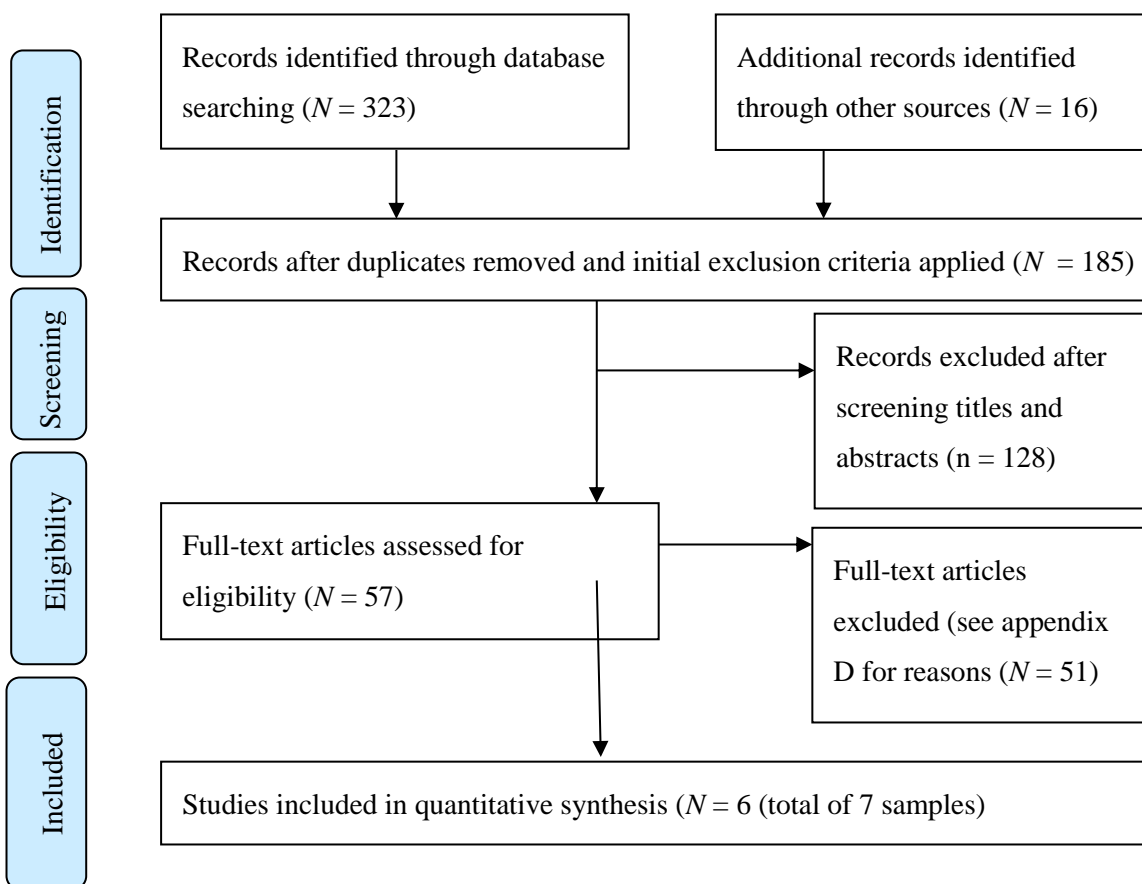 Identification
Records identified through database
searching (N = 323)
Additional records identified
through other sources (N = 16)
Records after duplicates removed and initial exclusion criteria applied (N  = 185)
Screening
Records excluded after
screening titles and
abstracts (n = 128)
Eligibility
Full-text articles assessed for
eligibility (N = 57)
Full-text articles
excluded (see appendix
D for reasons (N = 51)
Included
Studies included in quantitative synthesis (N = 6 (total of 7 samples)